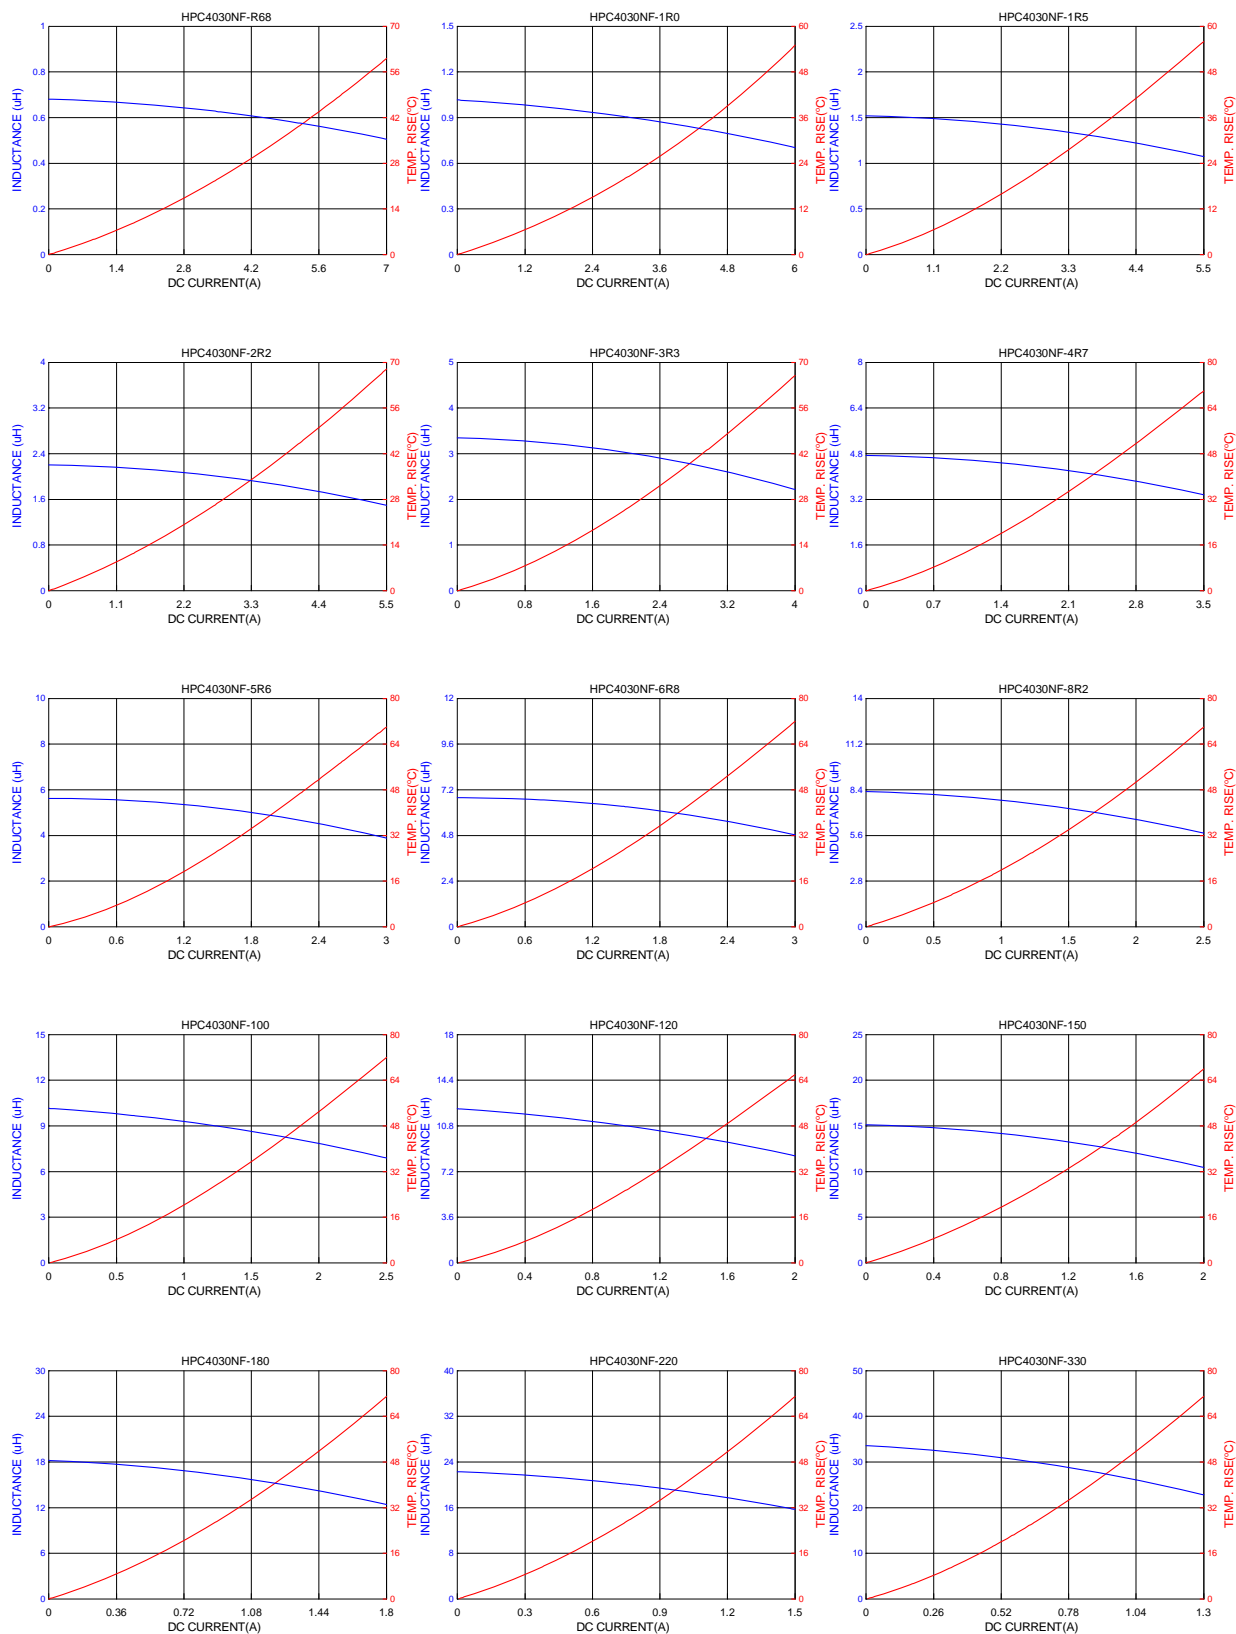 HPC4030NF-R68
1
0.8
0.6
0.4
0.2
0
INDUCTANCE (uH)
70
56
42
28
14
0
TEMP. RISE(°C)
0 1.4 2.8 4.2 5.6 7
DC CURRENT(A)
HPC4030NF-1R0
1.5
1.2
0.9
0.6
0.3
0
INDUCTANCE (uH)
60
48
36
24
12
0
TEMP. RISE(°C)
0 1.2 2.4 3.6 4.8 6
DC CURRENT(A)
HPC4030NF-1R5
2.5
2
1.5
1
0.5
0
INDUCTANCE (uH)
60
48
36
24
12
0
TEMP. RISE(°C)
0 1.1 2.2 3.3 4.4 5.5
DC CURRENT(A)
HPC4030NF-2R2
4
3.2
2.4
1.6
0.8
0
INDUCTANCE (uH)
70
56
42
28
14
0
TEMP. RISE(°C)
0 1.1 2.2 3.3 4.4 5.5
DC CURRENT(A)
HPC4030NF-3R3
5
4
3
2
1
0
INDUCTANCE (uH)
70
56
42
28
14
0
TEMP. RISE(°C)
0 0.8 1.6 2.4 3.2 4
DC CURRENT(A)
HPC4030NF-4R7
8
6.4
4.8
3.2
1.6
0
INDUCTANCE (uH)
80
64
48
32
16
0
TEMP. RISE(°C)
0 0.7 1.4 2.1 2.8 3.5
DC CURRENT(A)
HPC4030NF-5R6
10
8
6
4
2
0
INDUCTANCE (uH)
80
64
48
32
16
0
TEMP. RISE(°C)
0 0.6 1.2 1.8 2.4 3
DC CURRENT(A)
HPC4030NF-6R8
12
9.6
7.2
4.8
2.4
0
INDUCTANCE (uH)
80
64
48
32
16
0
TEMP. RISE(°C)
0 0.6 1.2 1.8 2.4 3
DC CURRENT(A)
HPC4030NF-8R2
14
11.2
8.4
5.6
2.8
0
INDUCTANCE (uH)
80
64
48
32
16
0
TEMP. RISE(°C)
0 0.5 1 1.5 2 2.5
DC CURRENT(A)
HPC4030NF-100
15
12
9
6
3
0
INDUCTANCE (uH)
80
64
48
32
16
0
TEMP. RISE(°C)
0 0.5 1 1.5 2 2.5
DC CURRENT(A)
HPC4030NF-120
18
14.4
10.8
7.2
3.6
0
INDUCTANCE (uH)
80
64
48
32
16
0
TEMP. RISE(°C)
0 0.4 0.8 1.2 1.6 2
DC CURRENT(A)
HPC4030NF-150
25
20
15
10
5
0
INDUCTANCE (uH)
80
64
48
32
16
0
TEMP. RISE(°C)
0 0.4 0.8 1.2 1.6 2
DC CURRENT(A)
HPC4030NF-180
30
24
18
12
6
0
INDUCTANCE (uH)
80
64
48
32
16
0
TEMP. RISE(°C)
0 0.36 0.72 1.08 1.44 1.8
DC CURRENT(A)
HPC4030NF-220
40
32
24
16
8
0
INDUCTANCE (uH)
80
64
48
32
16
0
TEMP. RISE(°C)
0 0.3 0.6 0.9 1.2 1.5
DC CURRENT(A)
HPC4030NF-330
50
40
30
20
10
0
INDUCTANCE (uH)
80
64
48
32
16
0
TEMP. RISE(°C)
0 0.26 0.52 0.78 1.04 1.3
DC CURRENT(A)